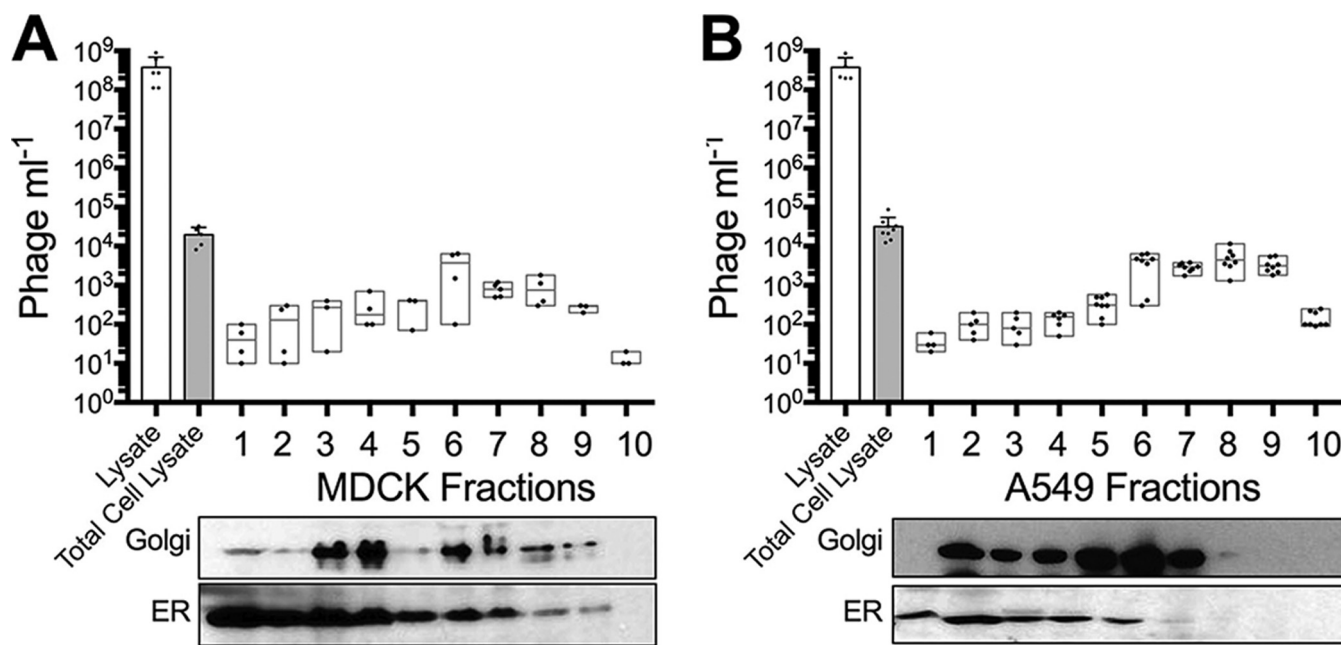 A
Phage ml⁻¹
10⁹
10⁸
10⁷
10⁶
10⁵
10⁴
10³
10²
10¹
10⁰
Lysate
Total Cell Lysate
1 2 3 4 5 6 7 8 9 10
MDCK Fractions
Golgi
ER
B
Phage ml⁻¹
10⁹
10⁸
10⁷
10⁶
10⁵
10⁴
10³
10²
10¹
10⁰
Lysate
Total Cell Lysate
1 2 3 4 5 6 7 8 9 10
A549 Fractions
Golgi
ER